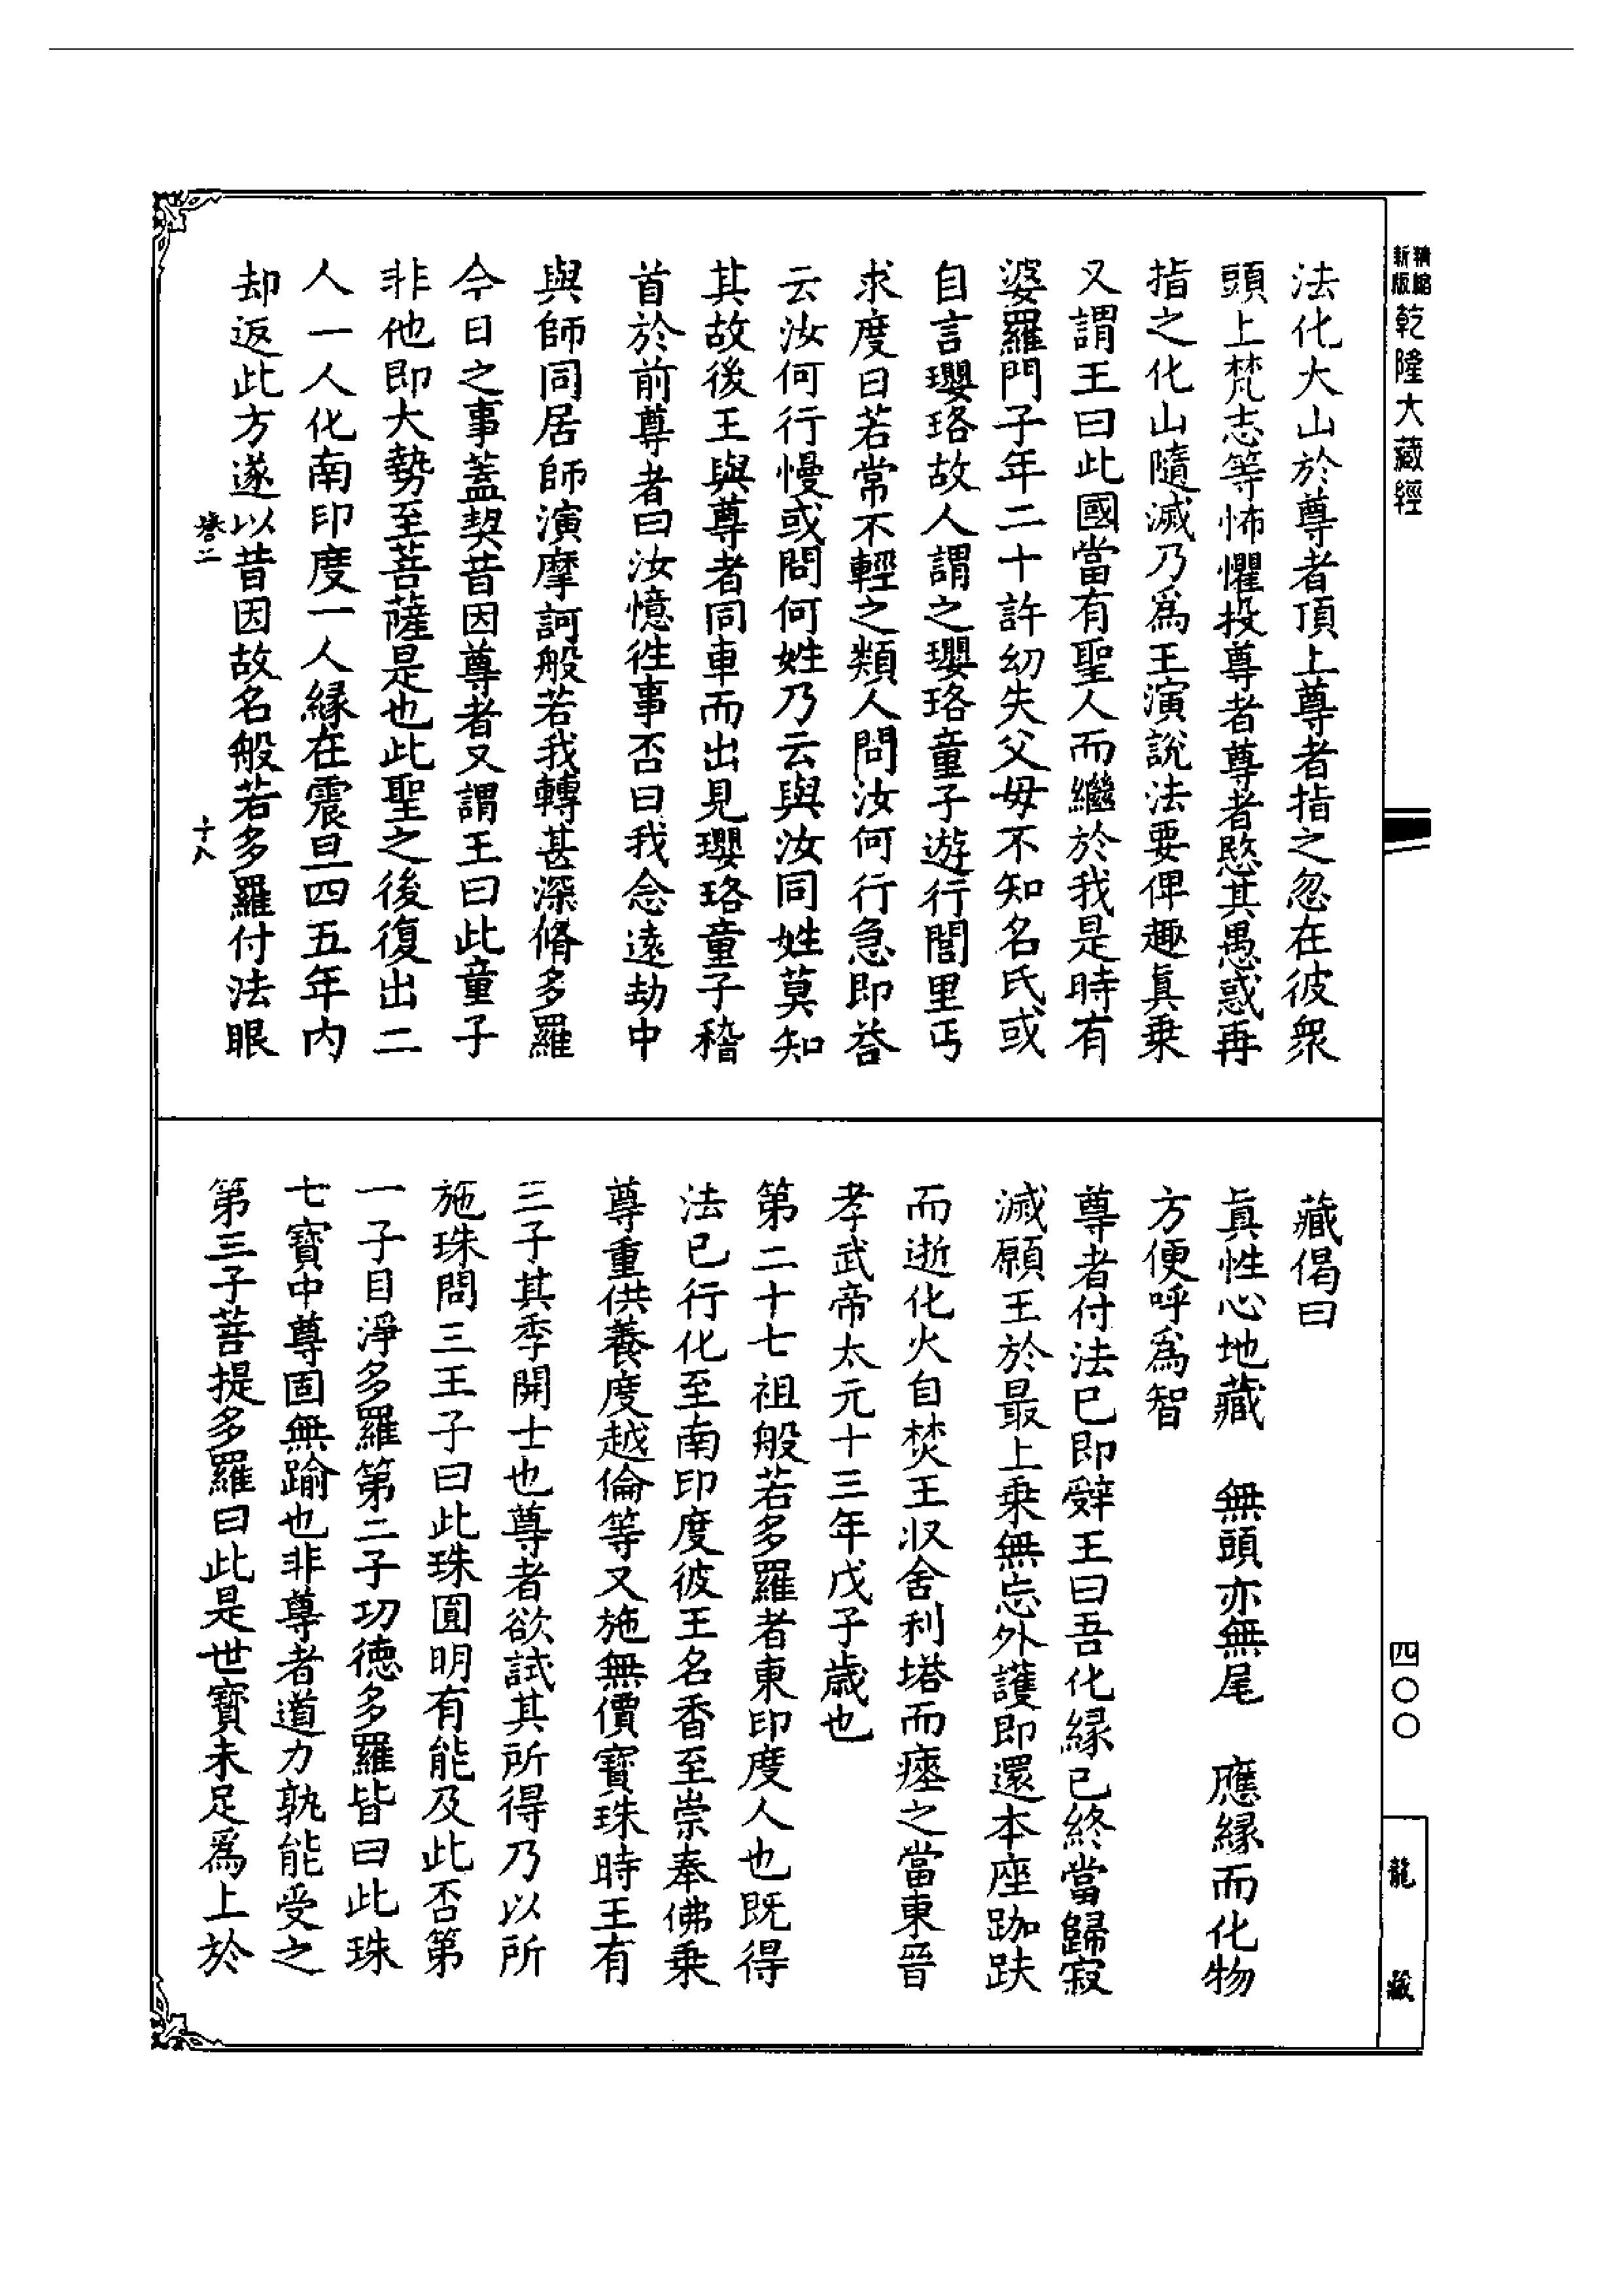 新版精縮乾隆大藏經
法化大山於尊者頂上尊者指之忽在彼衆
頭上梵志等怖懼投尊者尊者愍其愚惑再
指之化山隨滅乃爲王演說法要俾趣眞乗
又謂王曰此國當有聖人而繼於我是時有
婆羅門子年二十許幼失父毋不知名氏或
自言瓔珞故人謂之瓔珞童子遊行閭里丐
求度日若常不輕之類人問汝何行急即荅
云汝何行慢或問何姓乃云與汝同姓莫知
其故後王與尊者同車而出見瓔珞童子稽
首於前尊者曰汝憶徃事否曰我念遠劫中
與師同居師演摩訶般若我轉甚深脩多羅
今日之事葢契昔因尊者又謂王曰此童子
非他即大勢至菩薩是也此聖之後復出二
人一人化南印度一人緣在震旦四五年内
却返此方遂以昔因故名般若多羅付法眼
卷二 十八
藏偈曰
眞性心地藏 無頭亦無尾 應緣而化物
方便呼爲智
尊者付法已即辤王曰吾化緣已終當歸寂
滅願王於最上乗無忘外護即還本座跏趺
而逝化火自焚王収舍利塔而瘞之當東晉
孝武帝太元十三年戊子歲也
第二十七祖般若多羅者東印度人也既得
法已行化至南印度彼王名香至崇奉佛乗
尊重供養度越倫等又施無價寳珠時王有
三子其季開士也尊者欲試其所得乃以所
施珠問三王子曰此珠圓明有能及此否第
一子目淨多羅第二子功德多羅皆曰此珠
七寳中尊固無踰也非尊者道力孰能受之
第三子菩提多羅曰此是世寳未足爲上於
四〇〇
龍藏